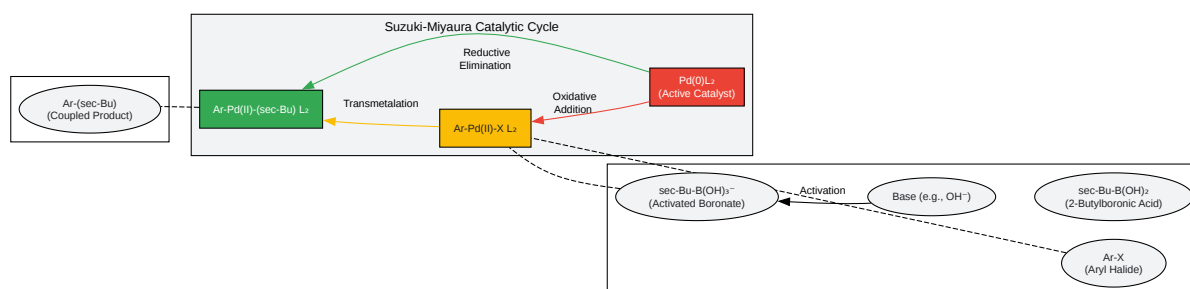 Suzuki-Miyaura Catalytic Cycle
Reductive
Elimination
Pd(0)L₂
(Active Catalyst)
Ar-(sec-Bu)
(Coupled Product)
Ar-Pd(II)-(sec-Bu) L₂
Transmetalation
Oxidative
Addition
Ar-Pd(II)-X L₂
sec-Bu-B(OH)₃⁻
(Activated Boronate)
Activation
Base (e.g., OH⁻)
sec-Bu-B(OH)₂
(2-Butylboronic Acid)
Ar-X
(Aryl Halide)